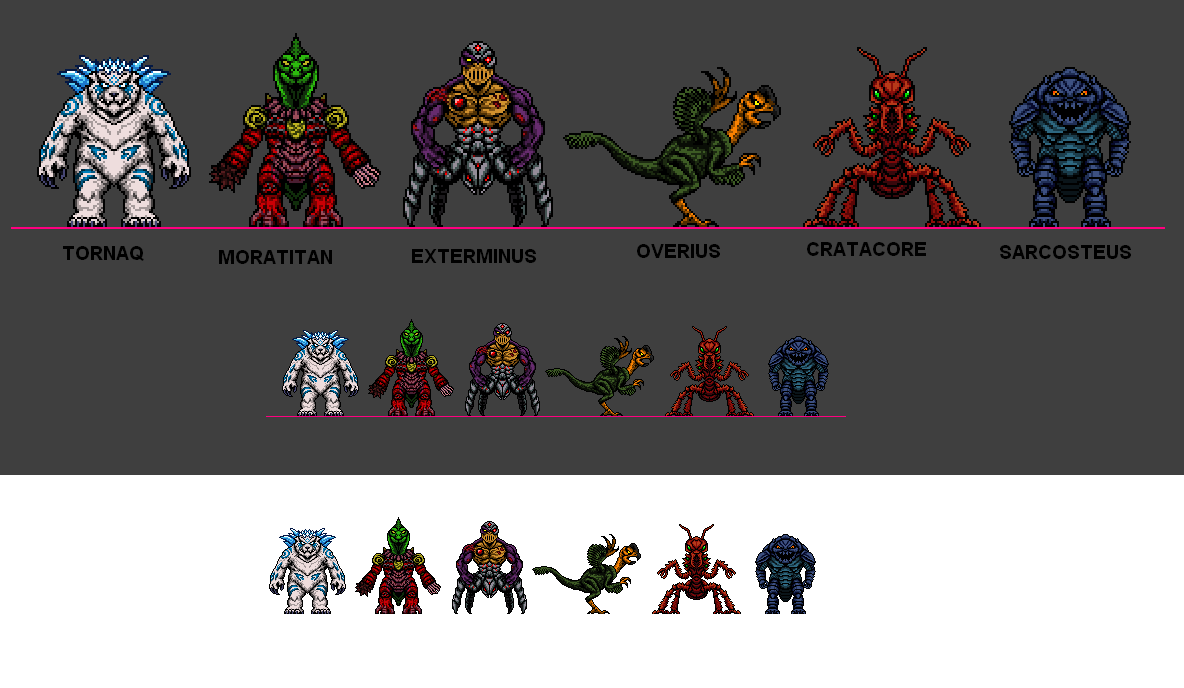 TORNAQ
MORATITAN
EXTERMINUS
OVERIUS
CRATACORE
SARCOSTEUS